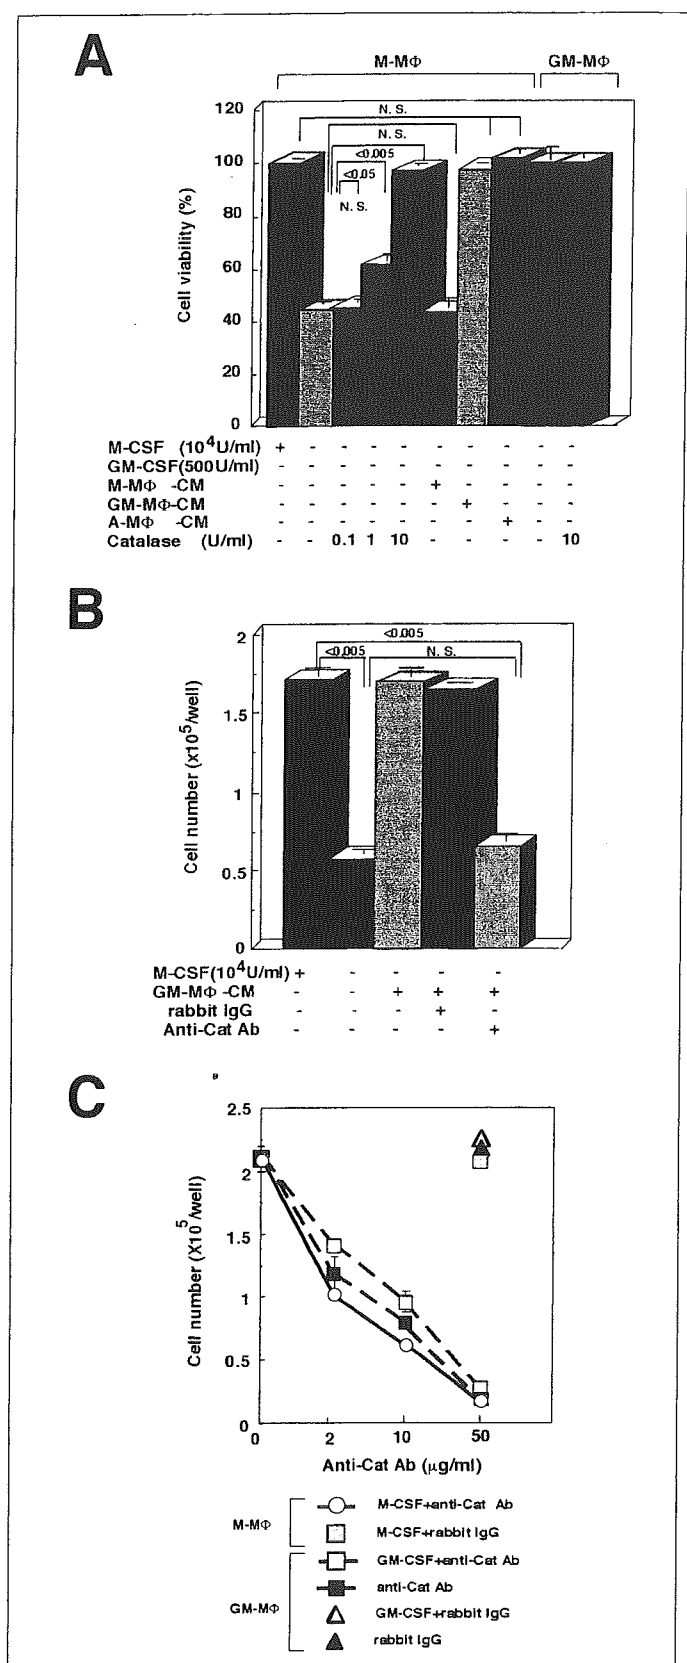 A
M-MΦ GM-MΦ
N. S.
N. S.
<0.005
<0.05
N. S.
120
100
80
60
40
20
0
Cell viability (%)
M-CSF (10⁴U/ml) + - - - - - - - - -
GM-CSF(500U/ml) - - - - - - - - - -
M-MΦ -CM - - - - - + - - - -
GM-MΦ-CM - - - - - - + - - -
A-MΦ -CM - - - - - - - + - -
Catalase (U/ml) - - 0.1 1 10 - - - - 10
B
<0.005
<0.005 N. S.
2
1.5
1
0.5
0
Cell number (x10⁵/well)
M-CSF(10⁴U/ml) + - - - -
GM-MΦ -CM - - + + +
rabbit IgG - - - + -
Anti-Cat Ab - - - - +
C
2.5
2
1.5
1
0.5
0
Cell number (X10⁵/well)
0 2 10 50
Anti-Cat Ab (μg/ml)
M-MΦ
M-CSF+anti-Cat Ab
M-CSF+rabbit IgG
GM-MΦ
GM-CSF+anti-Cat Ab
anti-Cat Ab
GM-CSF+rabbit IgG
rabbit IgG